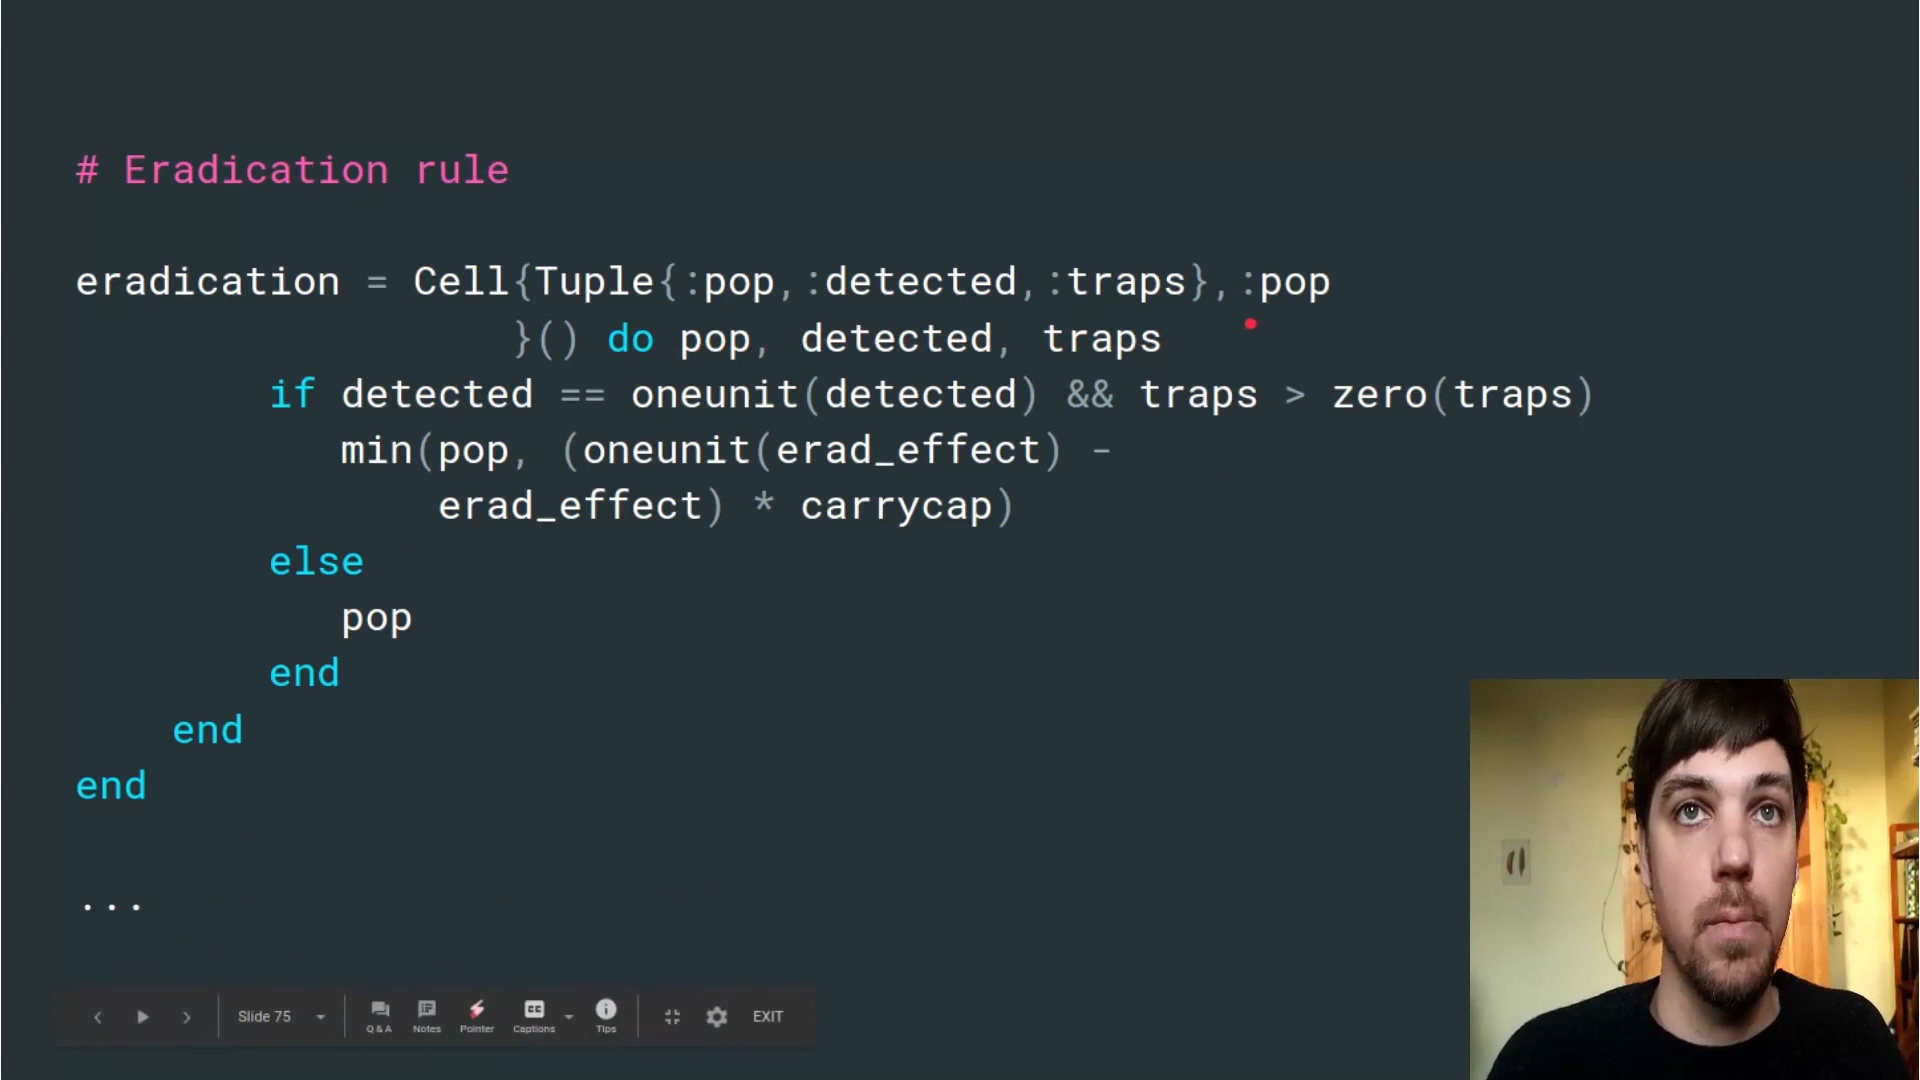 # Eradication rule
eradication = Cell{Tuple{:pop,:detected,:traps},:pop
}() do pop, detected, traps
if detected == oneunit(detected) && traps > zero(traps)
min(pop, (oneunit(erad_effect) -
erad_effect) * carrycap)
else
pop
end
end
end
...
Slide 75
Q & A
Notes
Pointer
CC
Captions
Tips
EXIT